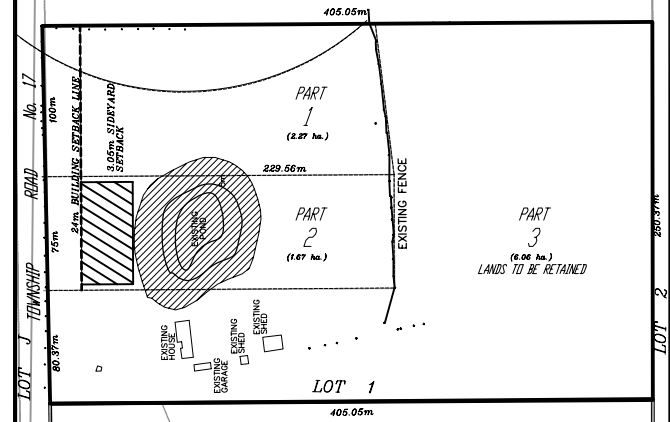 405.05m
LOT J TOWNSHIP ROAD No. 17
100m
75m
80.37m
24m BUILDING SETBACK LINE
3.05m SIDEYARD
SETBACK
PART
1
(2.27 ha.)
229.56m
EXISTING
POND
PART
2
(1.67 ha.)
EXISTING FENCE
PART
3
(6.06 ha.)
LANDS TO BE RETAINED
250.37m
LOT 2
EXISTING
HOUSE
EXISTING
GARAGE
EXISTING
SHED
EXISTING
SHED
LOT 1
405.05m